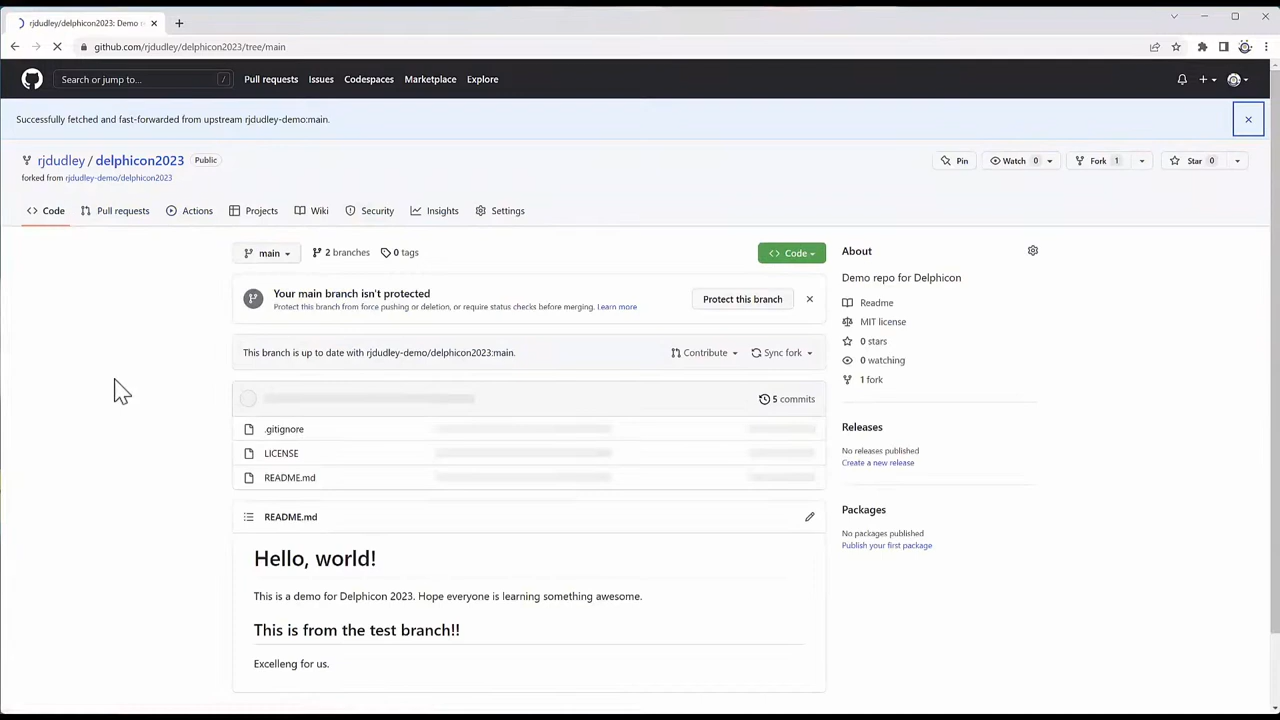 rjdudley/delphicon2023: Demo r
github.com/rjdudley/delphicon2023/tree/main
Search or jump to... /
Pull requests Issues Codespaces Marketplace Explore
Successfully fetched and fast-forwarded from upstream rjdudley-demo:main.
rjdudley / delphicon2023 Public
Pin Watch 0 Fork 1 Star 0
forked from rjdudley-demo/delphicon2023
Code Pull requests Actions Projects Wiki Security Insights Settings
main 2 branches 0 tags Code
Your main branch isn't protected
Protect this branch from force pushing or deletion, or require status checks before merging. Learn more
Protect this branch
This branch is up to date with rjdudley-demo/delphicon2023:main.
Contribute Sync fork
5 commits
.gitignore
LICENSE
README.md
README.md
Hello, world!
This is a demo for Delphicon 2023. Hope everyone is learning something awesome.
This is from the test branch!!
Excelleng for us.
About
Demo repo for Delphicon
Readme
MIT license
0 stars
0 watching
1 fork
Releases
No releases published
Create a new release
Packages
No packages published
Publish your first package